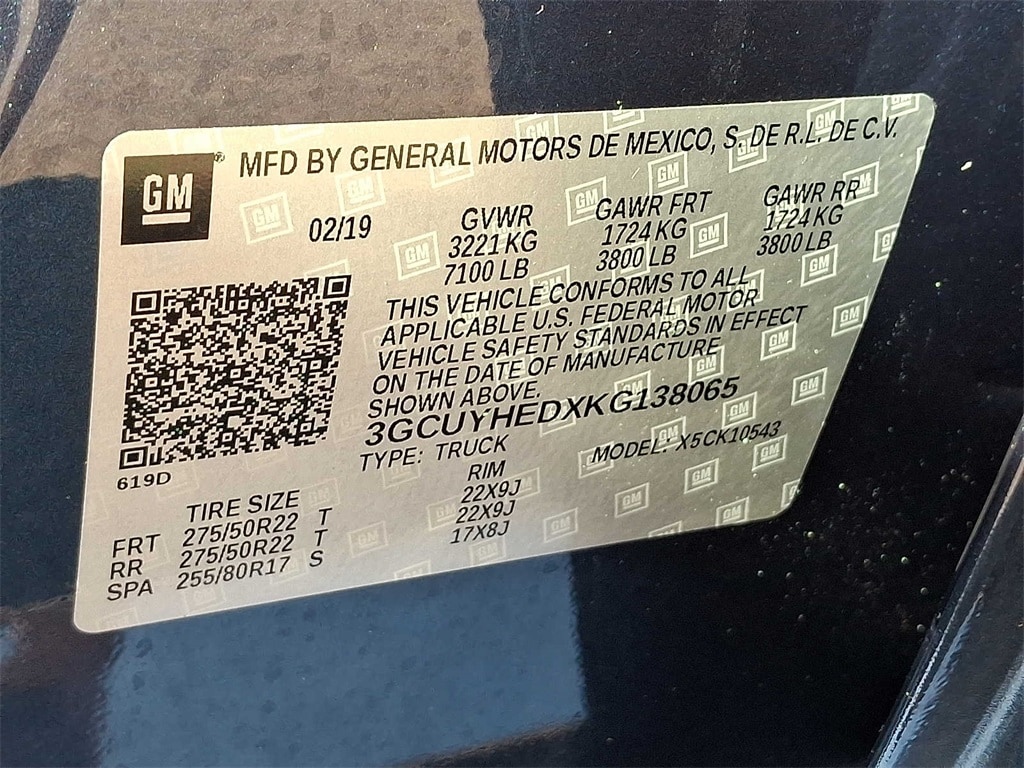 GM ® MFD BY GENERAL MOTORS DE MEXICO, S. DE R.L. DE C.V.
02/19 GVWR GAWR FRT GAWR RR
3221 KG 1724 KG 1724 KG
7100 LB 3800 LB 3800 LB
THIS VEHICLE CONFORMS TO ALL
APPLICABLE U.S. FEDERAL MOTOR
VEHICLE SAFETY STANDARDS IN EFFECT
ON THE DATE OF MANUFACTURE
SHOWN ABOVE.
3GCUYHEDXKG138065
TYPE: TRUCK MODEL: X5CK10543
619D
TIRE SIZE RIM
FRT 275/50R22 T 22X9J
RR 275/50R22 T 22X9J
SPA 255/80R17 S 17X8J